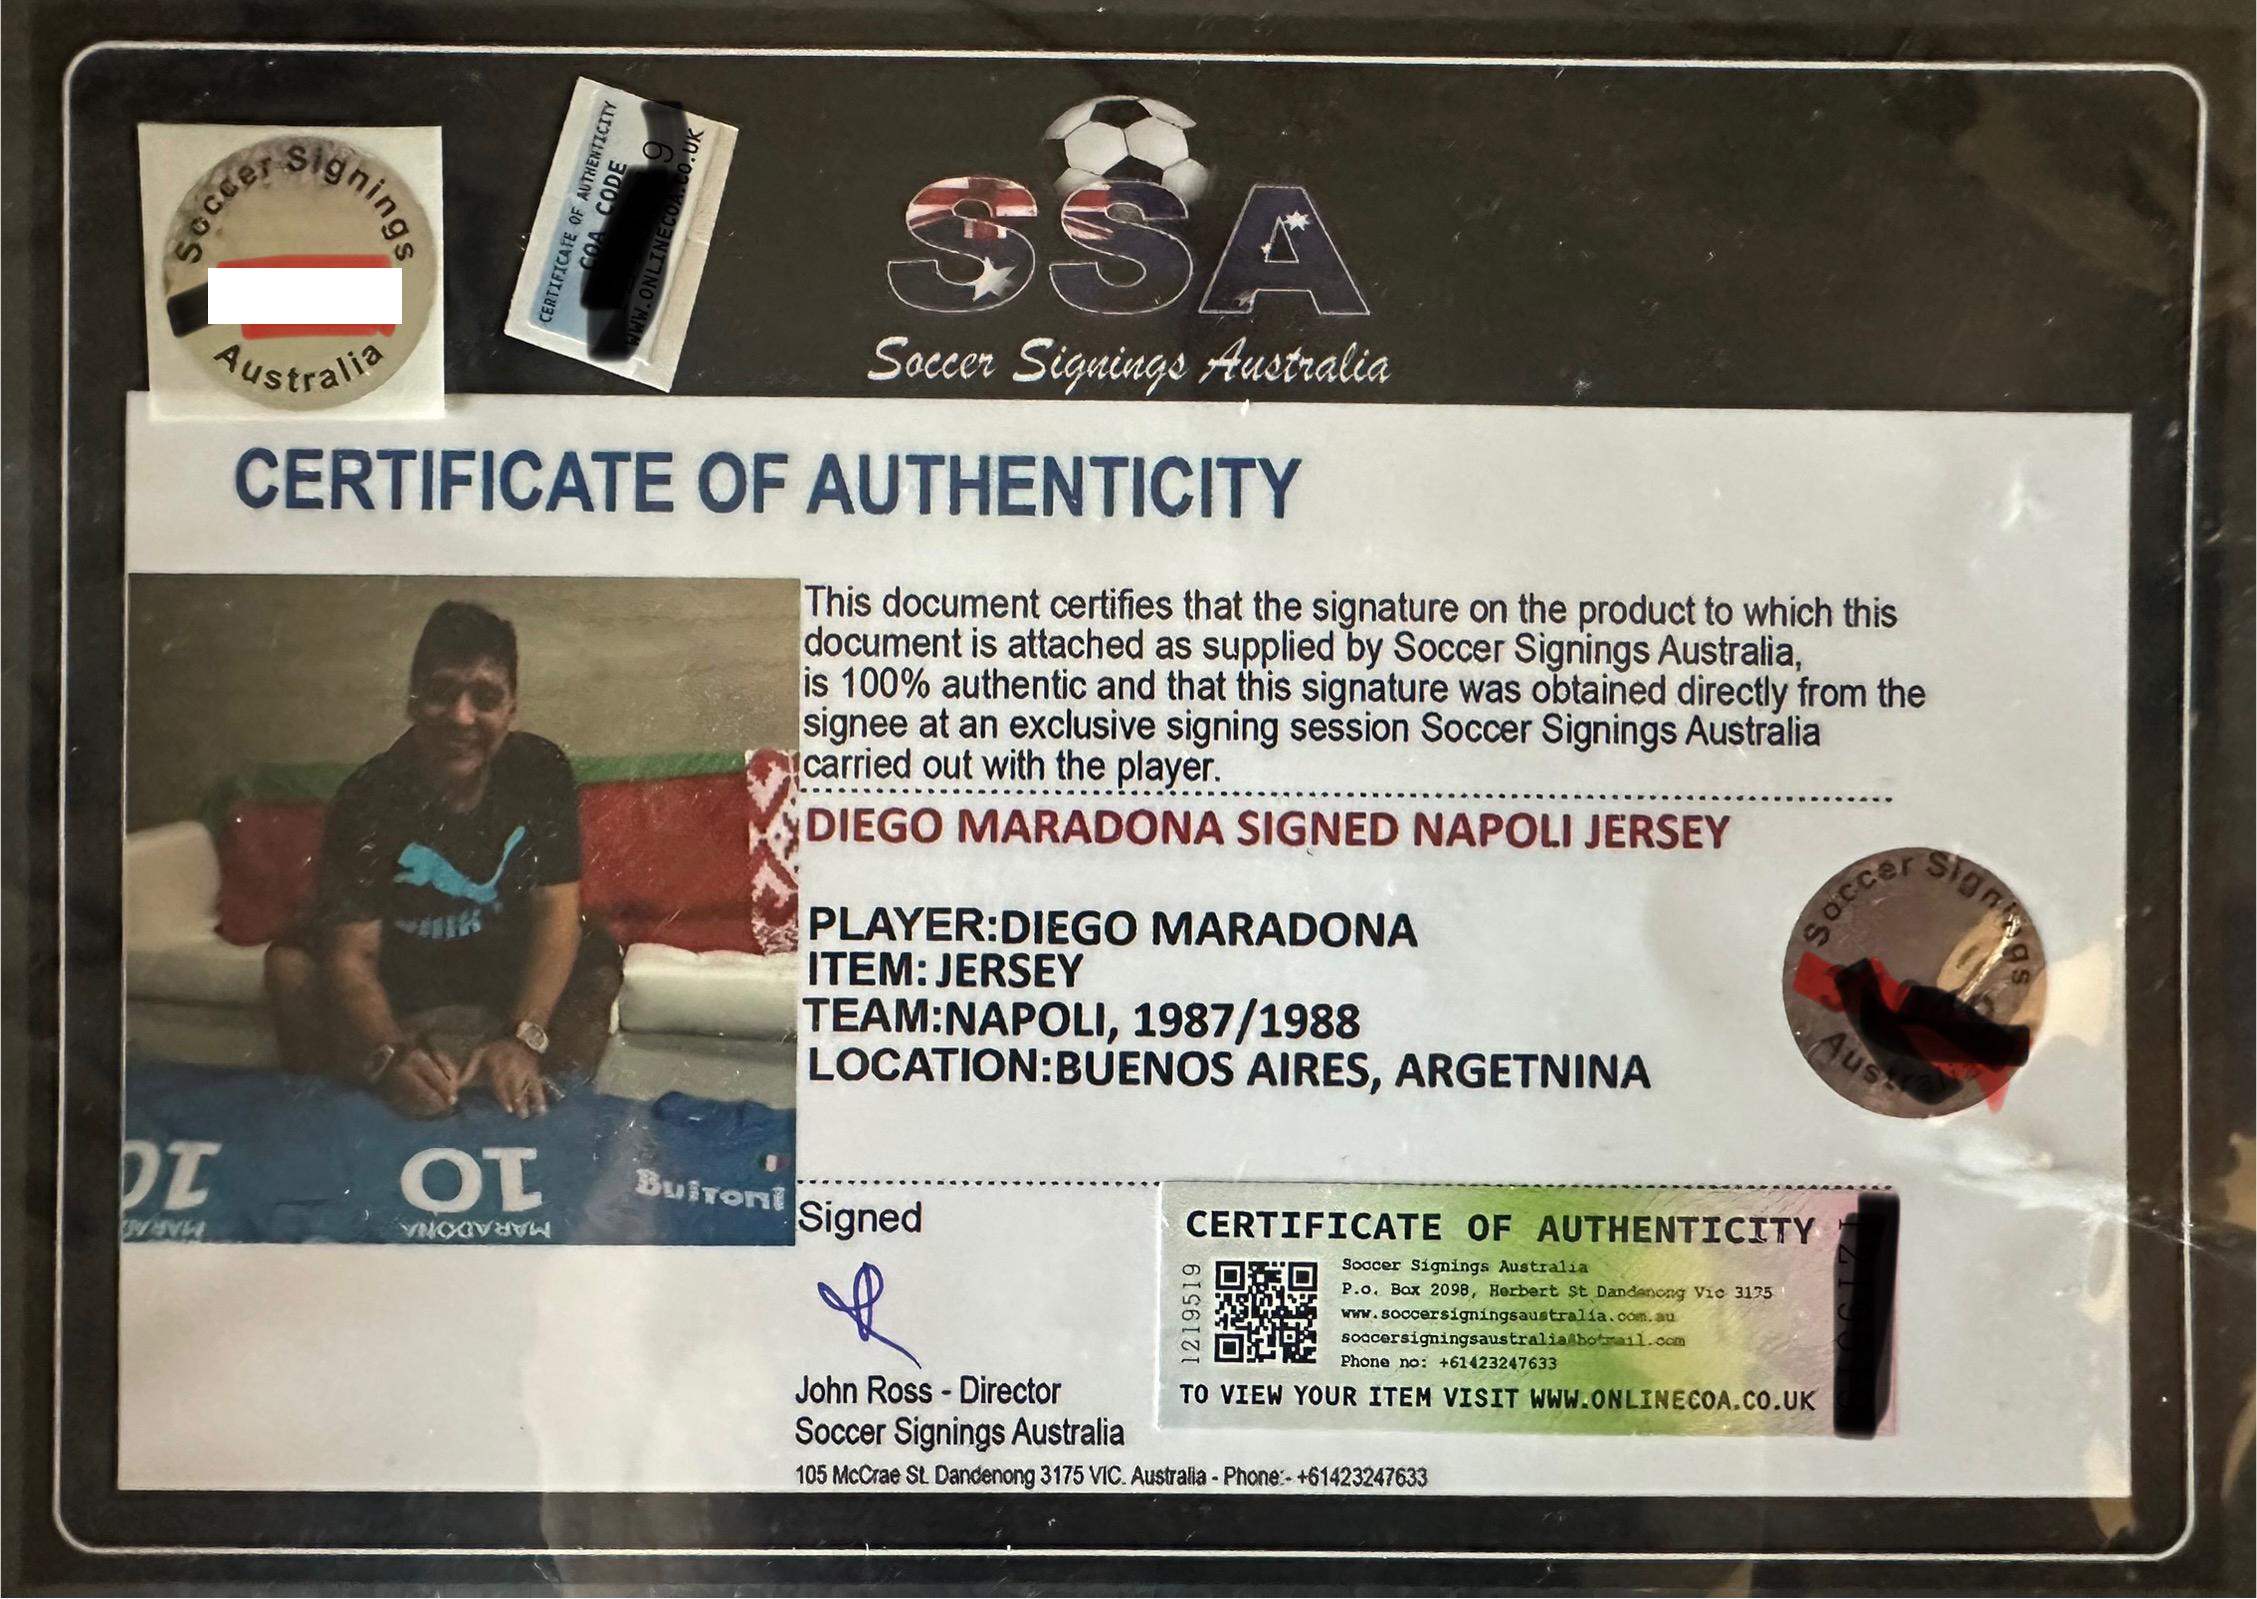 Soccer Signings
Australia
CERTIFICATE OF AUTHENTICITY
COA CODE
9
WWW.ONLINECOA.CO.UK
SSA
Soccer Signings Australia
CERTIFICATE OF AUTHENTICITY
This document certifies that the signature on the product to which this
document is attached as supplied by Soccer Signings Australia,
is 100% authentic and that this signature was obtained directly from the
signee at an exclusive signing session Soccer Signings Australia
carried out with the player.
DIEGO MARADONA SIGNED NAPOLI JERSEY
PLAYER:DIEGO MARADONA
ITEM: JERSEY
TEAM:NAPOLI, 1987/1988
LOCATION:BUENOS AIRES, ARGETNINA
Soccer Signings
Australia
10
10
MARADONA
Buitoni
Signed
John Ross - Director
Soccer Signings Australia
105 McCrae St. Dandenong 3175 VIC. Australia - Phone:- +61423247633
CERTIFICATE OF AUTHENTICITY
1219519
Soccer Signings Australia
P.o. Box 2098, Herbert St Dandenong Vic 3175
www.soccersigningsaustralia.com.au
soccersigningsaustralia@hotmail.com
Phone no: +61423247633
TO VIEW YOUR ITEM VISIT WWW.ONLINECOA.CO.UK